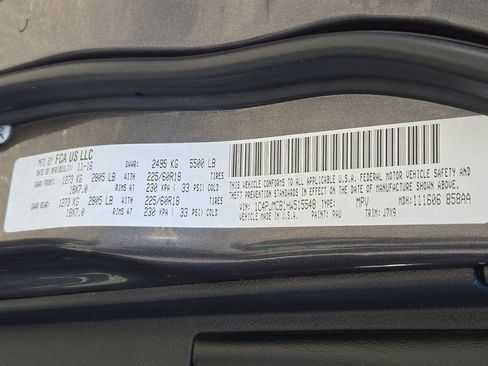 MFD BY FCA US LLC
DATE OF MFR 11-16
GVWR: 2495 KG 5500 LB
GAWR FRONT: 1273 KG 2805 LB WITH 225/60R18 TIRES
18X7.0 RIMS AT 230 KPA ( 33 PSI) COLD
GAWR REAR: 1273 KG 2805 LB WITH 225/60R18 TIRES
18X7.0 RIMS AT 230 KPA ( 33 PSI) COLD
THIS VEHICLE CONFORMS TO ALL APPLICABLE U.S.A. FEDERAL MOTOR VEHICLE SAFETY
AND THEFT PREVENTION STANDARDS IN EFFECT ON THE DATE OF MANUFACTURE SHOWN ABOVE
VIN: 1C4PJMCB1HW515548 TYPE: MPV MDH: 111606 858AA
VEHICLE MADE IN U.S.A. PAINT: PAU TRIM: J7X9